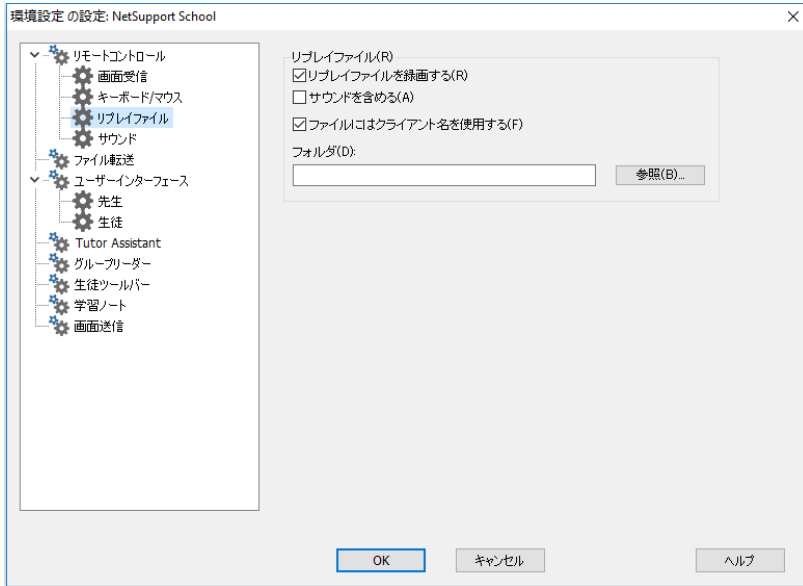 環境設定 の設定: NetSupport School
リモートコントロール
画面受信
キーボード/マウス
リプレイファイル
サウンド
ファイル転送
ユーザーインターフェース
先生
生徒
Tutor Assistant
グループリーダー
生徒ツールバー
学習ノート
画面送信
リプレイファイル(R)
リプレイファイルを録画する(R)
サウンドを含める(A)
ファイルにはクライアント名を使用する(F)
フォルダ(D):
参照(B)...
OK
キャンセル
ヘルプ